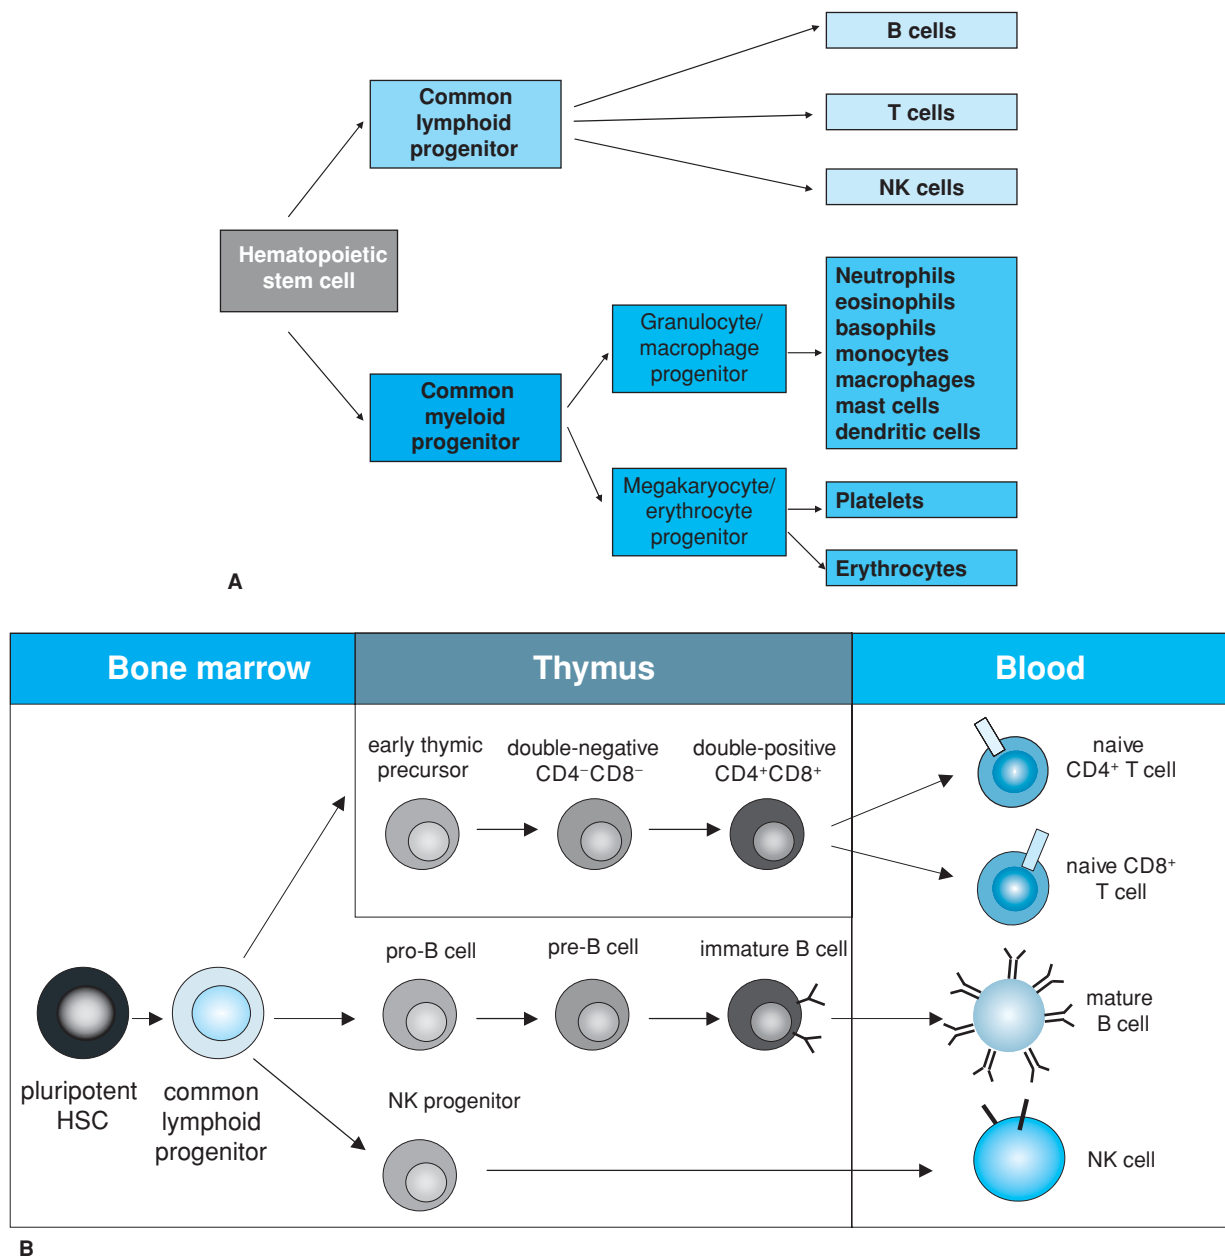 B cells
Common
lymphoid
progenitor
T cells
NK cells
Hematopoietic
stem cell
Neutrophils
eosinophils
basophils
monocytes
macrophages
mast cells
dendritic cells
Granulocyte/
macrophage
progenitor
Common
myeloid
progenitor
Megakaryocyte/
erythrocyte
progenitor
Platelets
Erythrocytes
A
Bone marrow
Thymus
Blood
early thymic
precursor
double-negative
CD4⁻CD8⁻
double-positive
CD4⁺CD8⁺
naive
CD4⁺ T cell
naive CD8⁺
T cell
pro-B cell
pre-B cell
immature B cell
mature
B cell
pluripotent
HSC
common
lymphoid
progenitor
NK progenitor
NK cell
B